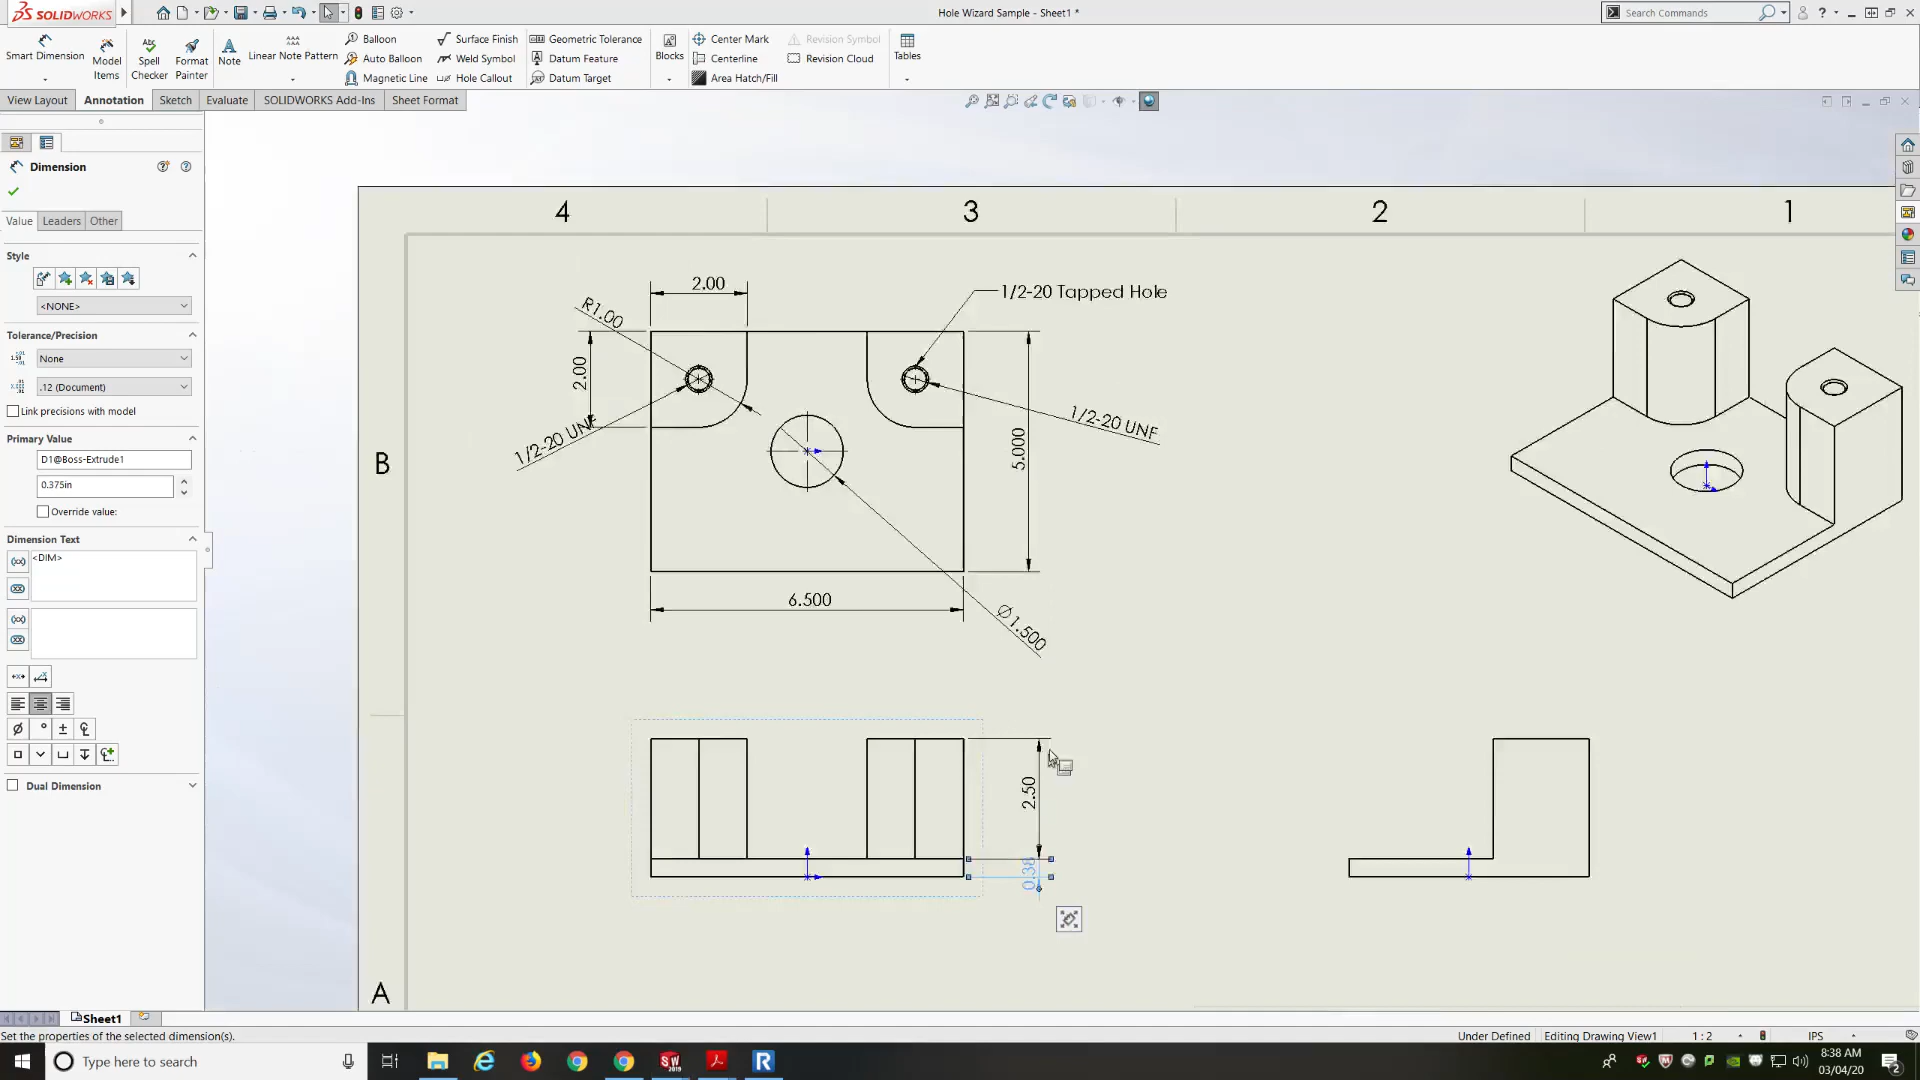 SOLIDWORKS
Hole Wizard Sample - Sheet1 *
Search Commands
Smart Dimension
Model Items
Spell Checker
Format Painter
Note
Linear Note Pattern
Balloon
Auto Balloon
Magnetic Line
Surface Finish
Weld Symbol
Hole Callout
Geometric Tolerance
Datum Feature
Datum Target
Blocks
Center Mark
Centerline
Area Hatch/Fill
Revision Symbol
Revision Cloud
Tables
View Layout
Annotation
Sketch
Evaluate
SOLIDWORKS Add-Ins
Sheet Format
Dimension
Value
Leaders
Other
Style
<NONE>
Tolerance/Precision
None
.12 (Document)
Link precisions with model
Primary Value
D1@Boss-Extrude1
0.375in
Override value:
Dimension Text
<DIM>
Dual Dimension
4
3
2
1
B
A
2.00
R1.00
2.00
1/2-20 UNF
1/2-20 Tapped Hole
1/2-20 UNF
5.000
6.500
Ø1.500
2.50
0.38
Sheet1
Set the properties of the selected dimension(s).
Under Defined
Editing Drawing View1
1:2
IPS
Type here to search
8:38 AM
03/04/20